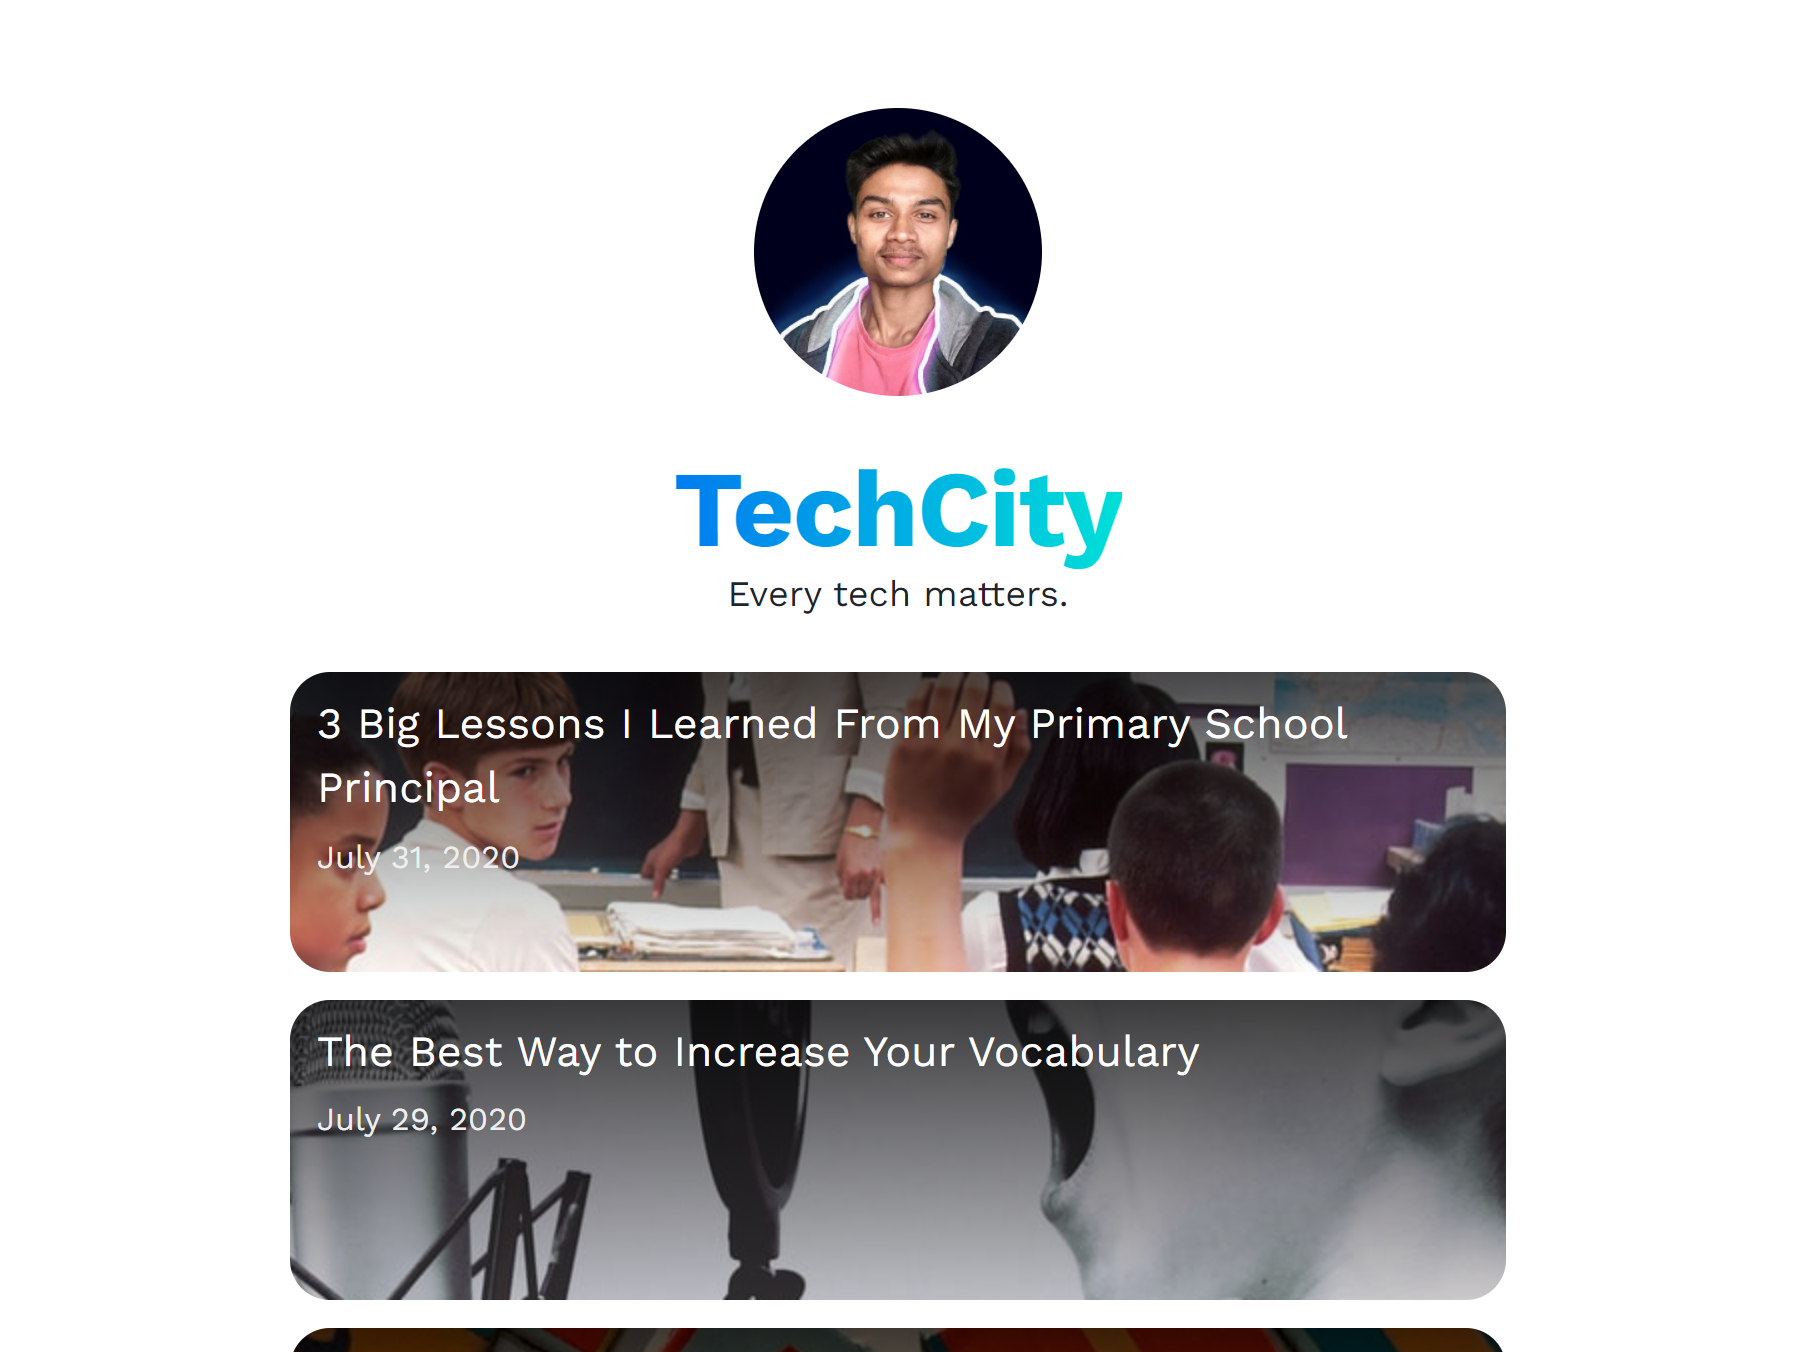 TechCity
Every tech matters.
3 Big Lessons I Learned From My Primary School
Principal
July 31, 2020
The Best Way to Increase Your Vocabulary
July 29, 2020